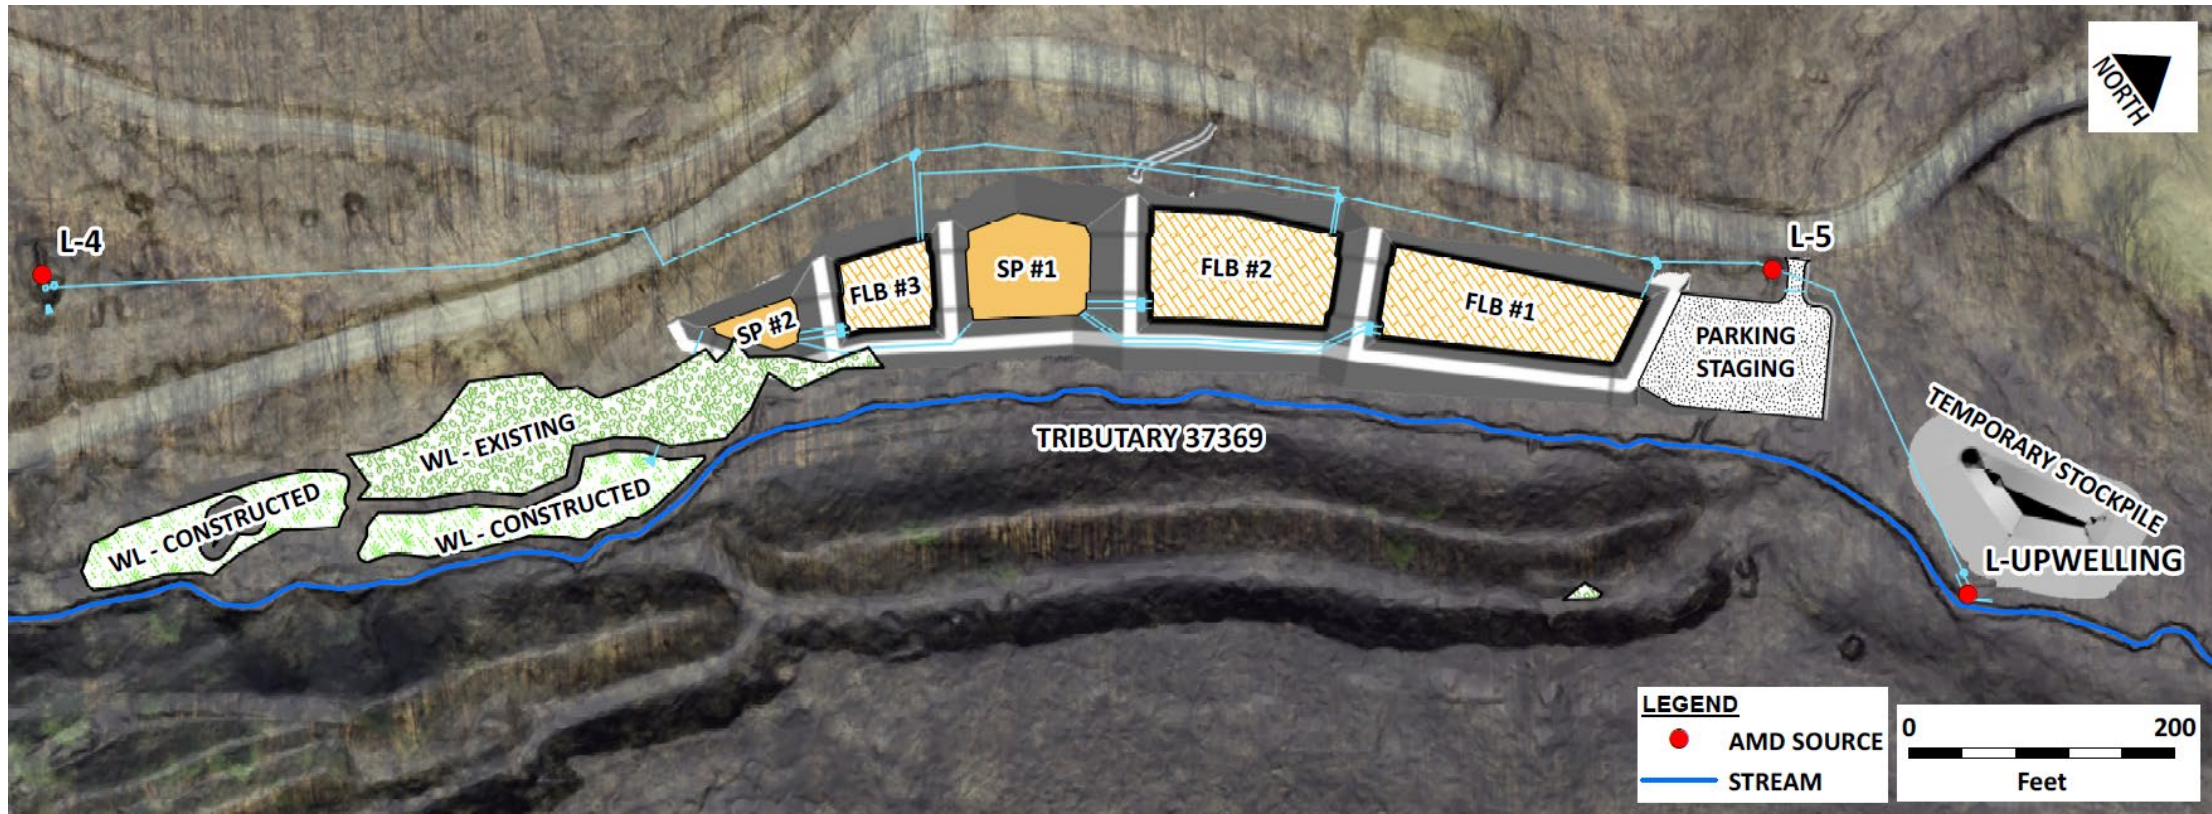 NORTH
L-4
L-5
SP #1
FLB #2
FLB #3
FLB #1
SP #2
PARKING
STAGING
TEMPORARY STOCKPILE
WL - EXISTING
TRIBUTARY 37369
WL - CONSTRUCTED
WL - CONSTRUCTED
L-UPWELLING
LEGEND
AMD SOURCE
STREAM
0 200
Feet